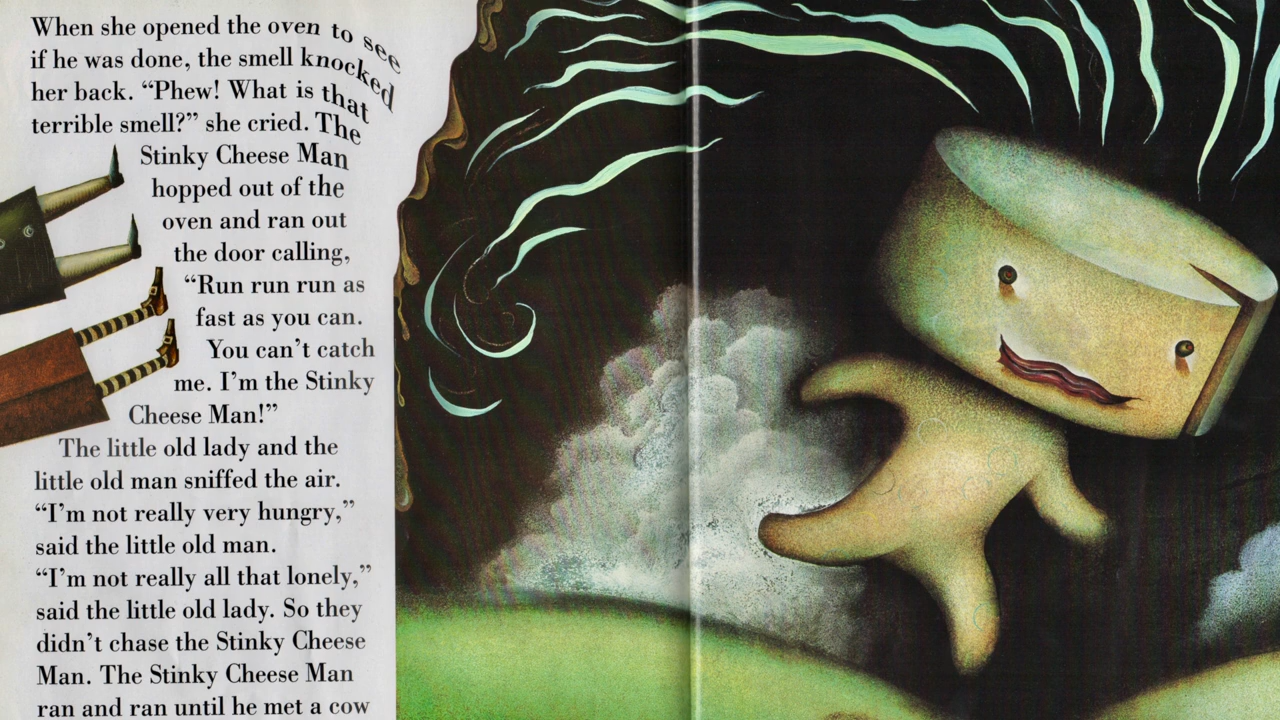 When she opened the oven to see
if he was done, the smell knocked
her back. “Phew! What is that
terrible smell?” she cried. The
Stinky Cheese Man
hopped out of the
oven and ran out
the door calling,
“Run run run as
fast as you can.
You can’t catch
me. I’m the Stinky
Cheese Man!”
The little old lady and the
little old man sniffed the air.
“I’m not really very hungry,”
said the little old man.
“I’m not really all that lonely,”
said the little old lady. So they
didn’t chase the Stinky Cheese
Man. The Stinky Cheese Man
ran and ran until he met a cow